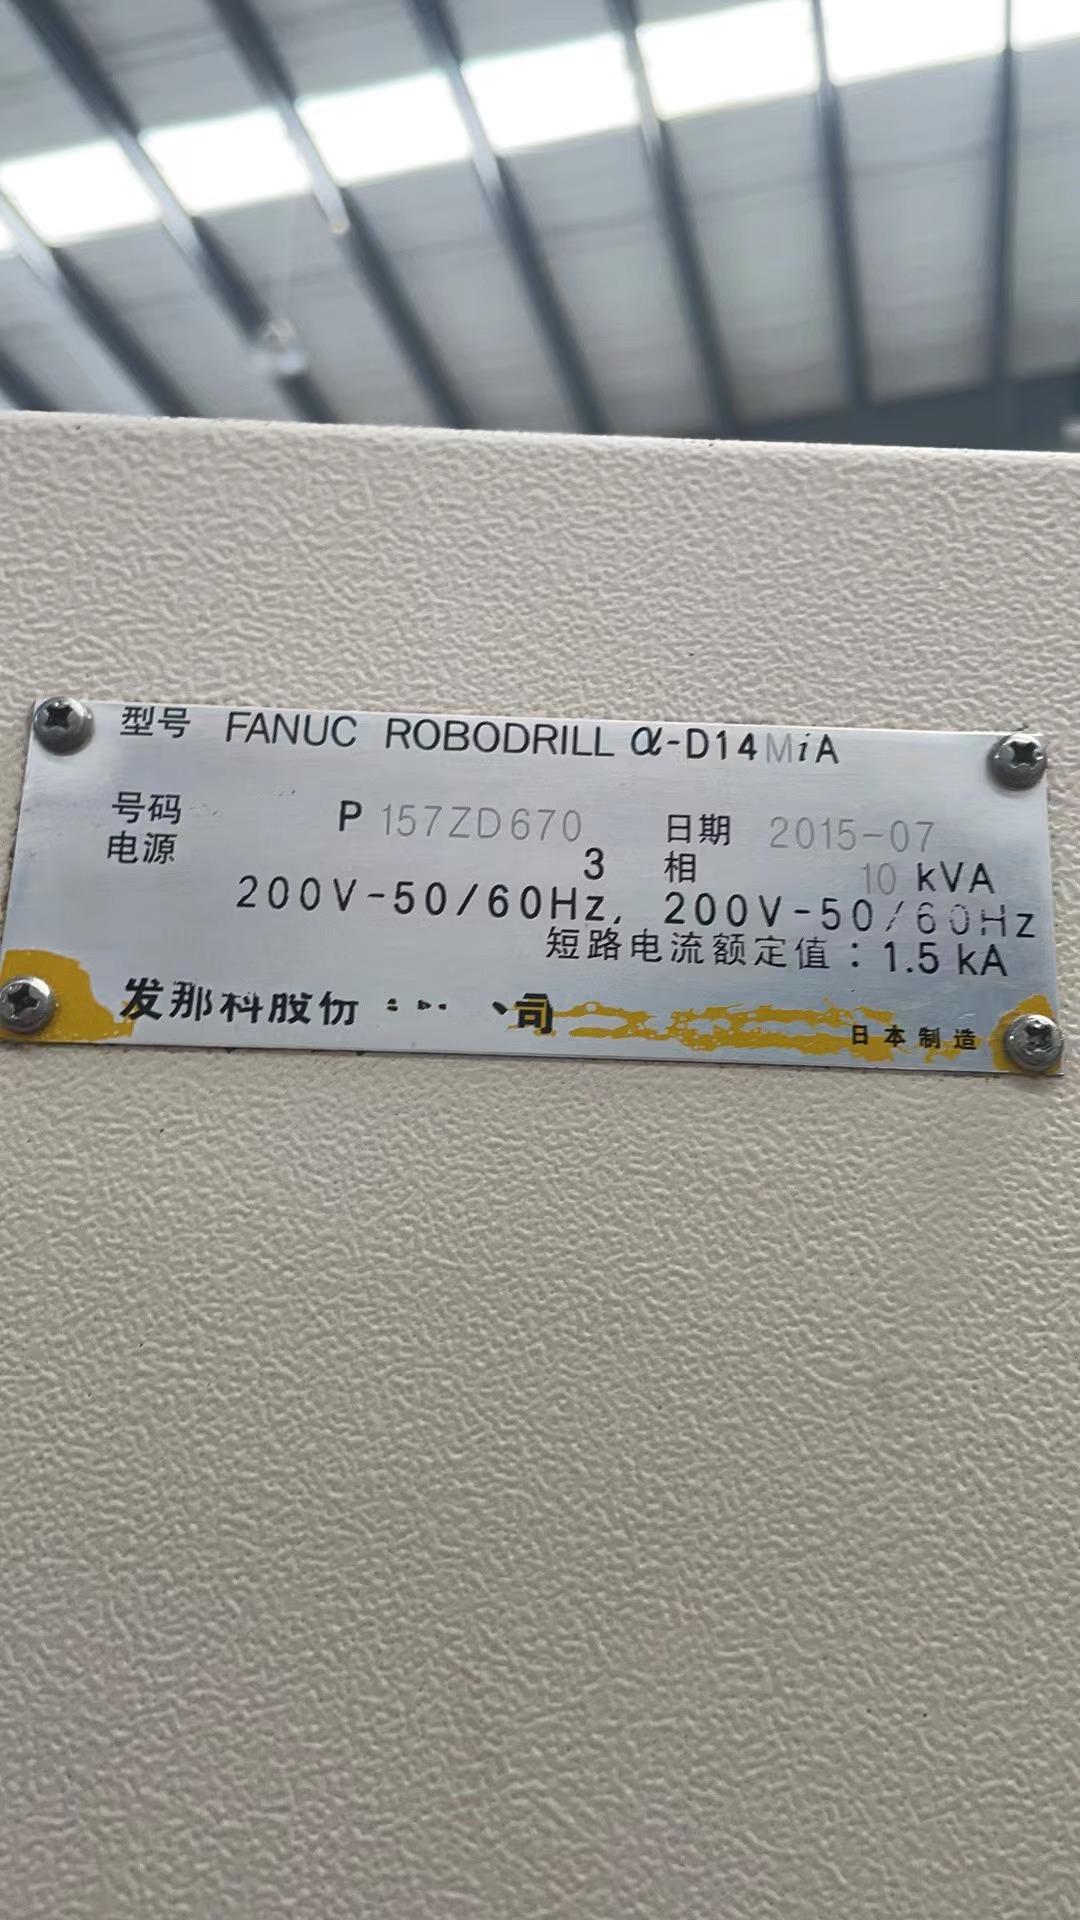 型号 FANUC ROBODRILL α-D14MiA
号码 P 157ZD670 日期 2015-07
电源 3 相 10 kVA
200V-50/60Hz, 200V-50/60Hz
短路电流额定值：1.5 kA
发那科股份 司
日本制造